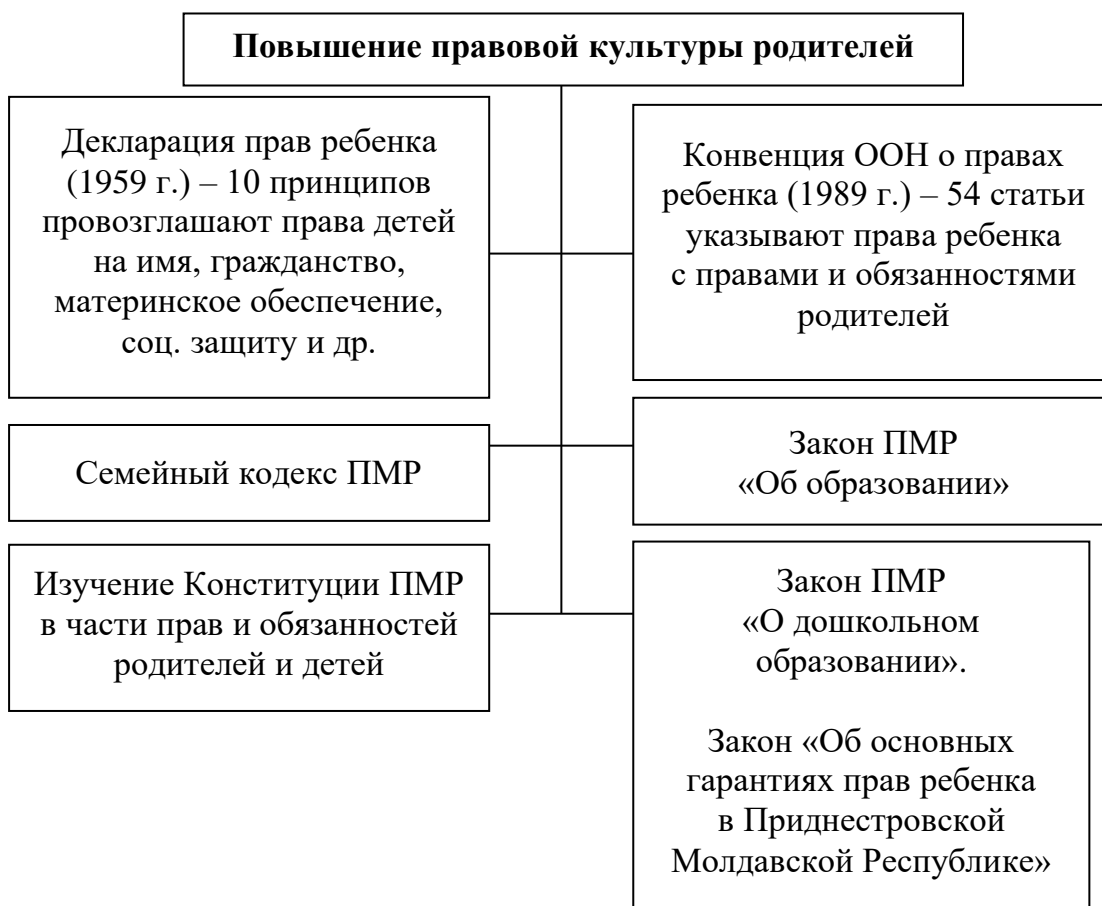 Повышение правовой культуры родителей
Декларация прав ребенка
(1959 г.) – 10 принципов
провозглашают права детей
на имя, гражданство,
материнское обеспечение,
соц. защиту и др.
Конвенция ООН о правах
ребенка (1989 г.) – 54 статьи
указывают права ребенка
с правами и обязанностями
родителей
Семейный кодекс ПМР
Закон ПМР
«Об образовании»
Изучение Конституции ПМР
в части прав и обязанностей
родителей и детей
Закон ПМР
«О дошкольном
образовании».
Закон «Об основных
гарантиях прав ребенка
в Приднестровской
Молдавской Республике»